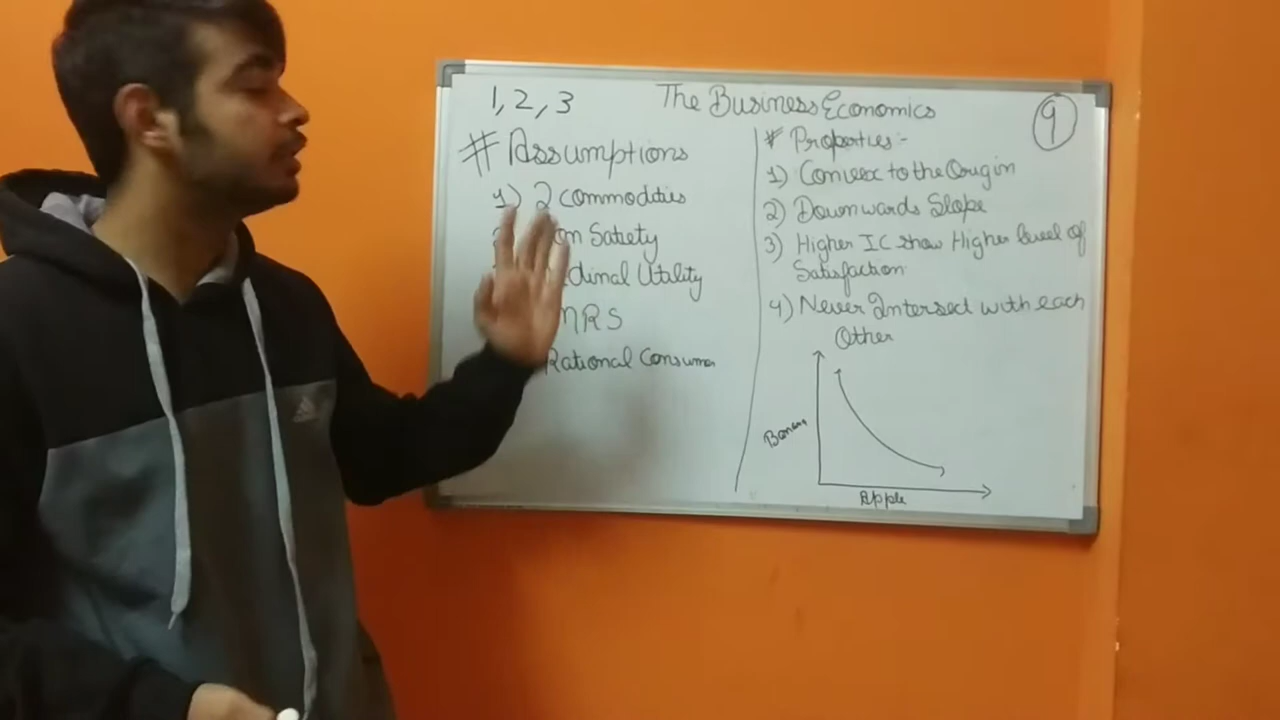 1, 2, 3
The Business Economics
9
# Assumptions
1) 2 Commodities
on Satiety
dinal Utility
MRS
Rational Consumer
# Properties:-
1) Convex to the Origin
2) Downwards Slope
3) Higher IC show Higher level of
Satisfaction
4) Never Intersect with each
Other
Banana
Apple